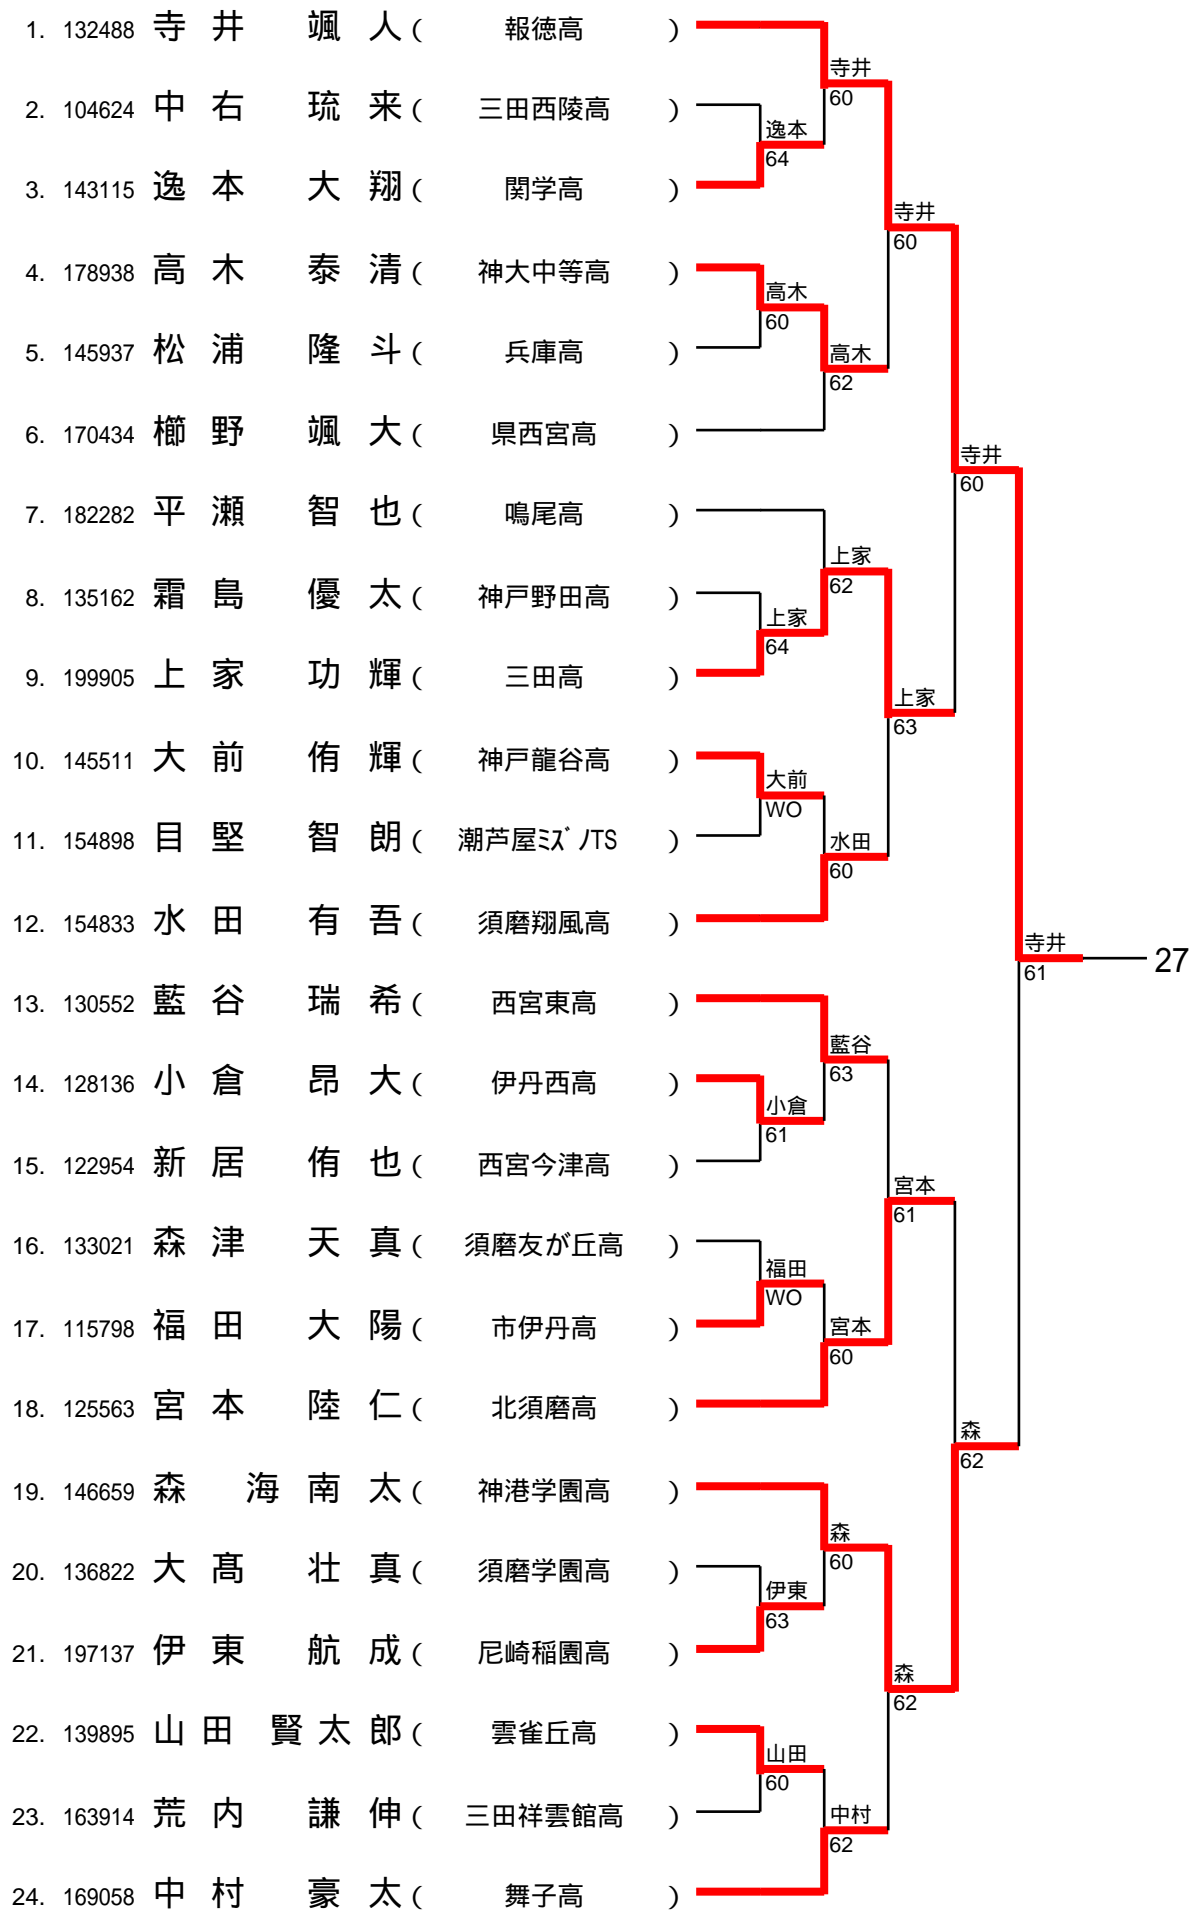 1. 132488 寺井 颯人 ( 報徳高 )
寺井
60
2. 104624 中右 琉来 ( 三田西陵高 )
逸本
64
3. 143115 逸本 大翔 ( 関学高 )
寺井
60
4. 178938 高木 泰清 ( 神大中等高 )
高木
60
5. 145937 松浦 隆斗 ( 兵庫高 )
高木
62
6. 170434 櫛野 颯大 ( 県西宮高 )
寺井
60
7. 182282 平瀬 智也 ( 鳴尾高 )
上家
62
8. 135162 霜島 優太 ( 神戸野田高 )
上家
64
9. 199905 上家 功輝 ( 三田高 )
上家
63
10. 145511 大前 侑輝 ( 神戸龍谷高 )
大前
WO
11. 154898 目堅 智朗 ( 潮芦屋ﾐｽﾞﾉTS )
水田
60
12. 154833 水田 有吾 ( 須磨翔風高 )
寺井
61
27
13. 130552 藍谷 瑞希 ( 西宮東高 )
藍谷
63
14. 128136 小倉 昂大 ( 伊丹西高 )
小倉
61
15. 122954 新居 侑也 ( 西宮今津高 )
宮本
61
16. 133021 森津 天真 ( 須磨友が丘高 )
福田
WO
17. 115798 福田 大陽 ( 市伊丹高 )
宮本
60
18. 125563 宮本 陸仁 ( 北須磨高 )
森
62
19. 146659 森 海南太 ( 神港学園高 )
森
60
20. 136822 大髙 壮真 ( 須磨学園高 )
伊東
63
21. 197137 伊東 航成 ( 尼崎稲園高 )
森
62
22. 139895 山田 賢太郎 ( 雲雀丘高 )
山田
60
23. 163914 荒内 謙伸 ( 三田祥雲館高 )
中村
62
24. 169058 中村 豪太 ( 舞子高 )